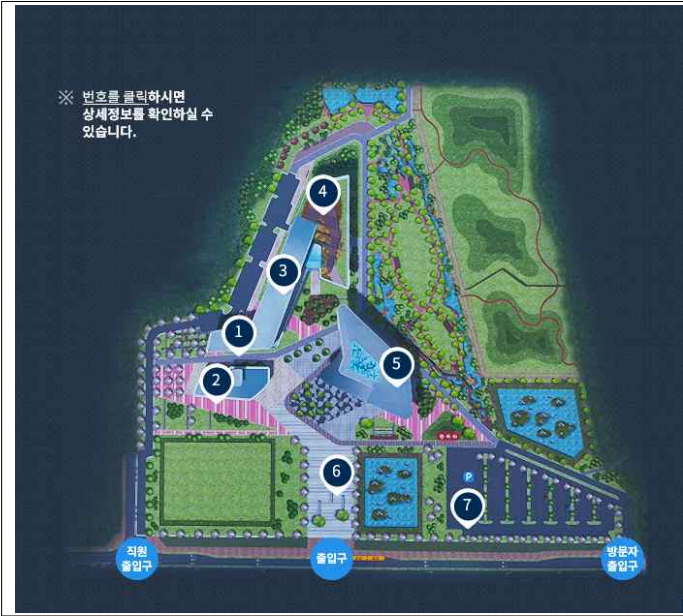 ※ 번호를 클릭하시면
상세정보를 확인하실 수
있습니다.
4
3
1
5
2
6
P
7
직원
출입구
출입구
방문자
출입구